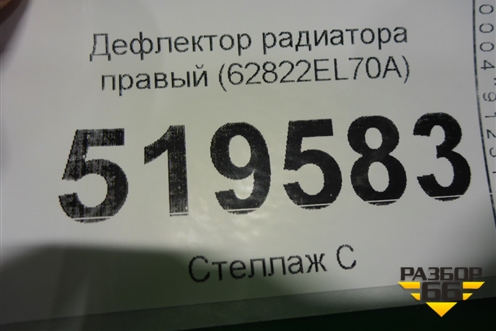 Дефлектор радиатора
правый (62822EL70A)
519583
Стеллаж С
РАЗБОР
66